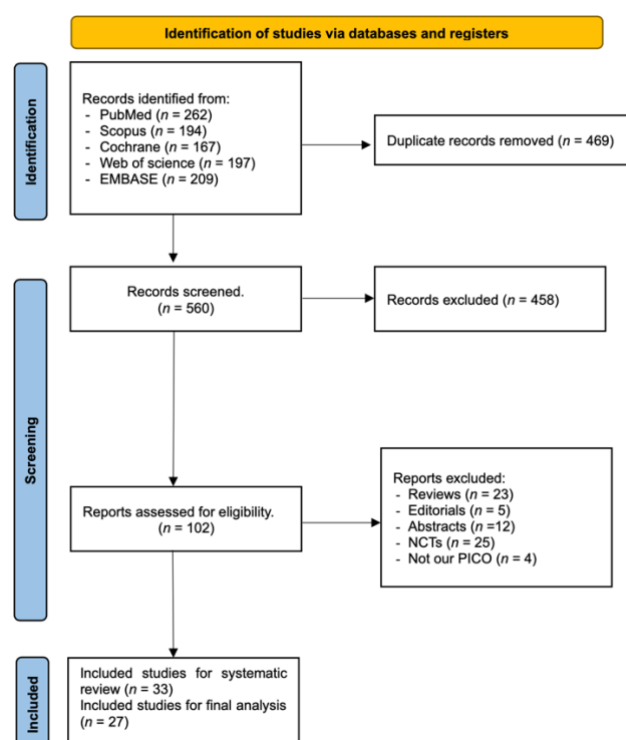 Identification of studies via databases and registers
Identification
Records identified from:
- PubMed (n = 262)
- Scopus (n = 194)
- Cochrane (n = 167)
- Web of science (n = 197)
- EMBASE (n = 209)
Duplicate records removed (n = 469)
Screening
Records screened.
(n = 560)
Records excluded (n = 458)
Reports assessed for eligibility.
(n = 102)
Reports excluded:
- Reviews (n = 23)
- Editorials (n = 5)
- Abstracts (n =12)
- NCTs (n = 25)
- Not our PICO (n = 4)
Included
Included studies for systematic
review (n = 33)
Included studies for final analysis
(n = 27)